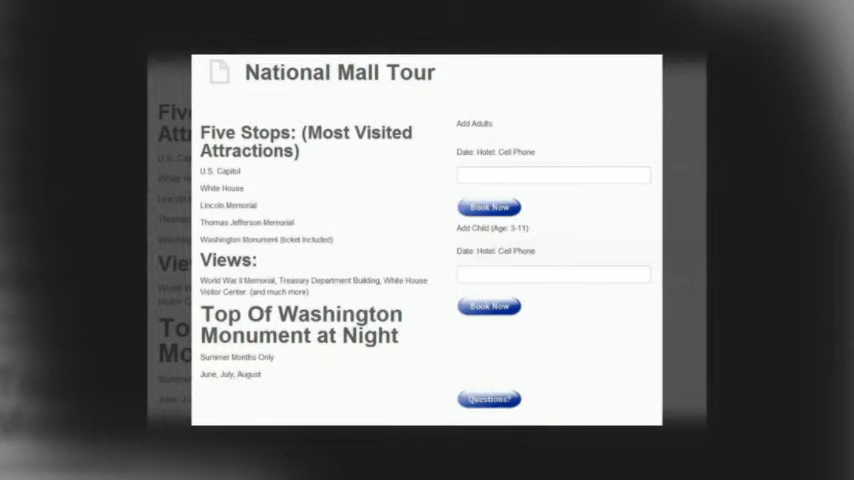 National Mall Tour
Five Stops: (Most Visited
Attractions)
U.S. Capitol
White House
Lincoln Memorial
Thomas Jefferson Memorial
Washington Monument (ticket Included)
Views:
World War II Memorial, Treasury Department Building, White House
Visitor Center. (and much more)
Top Of Washington
Monument at Night
Summer Months Only
June, July, August
Add Adults
Date: Hotel: Cell Phone
Book Now
Add Child (Age: 3-11)
Date: Hotel: Cell Phone
Book Now
Questions?